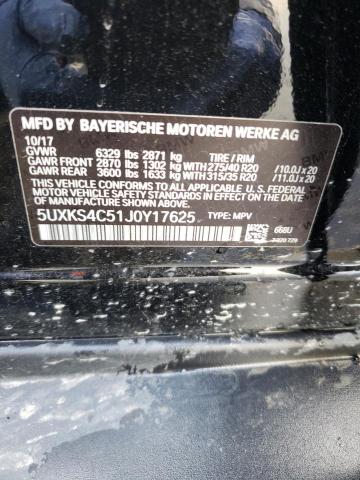 MFD BY BAYERISCHE MOTOREN WERKE AG
10/17
GVWR 6329 lbs 2871 kg TIRE / RIM
GAWR FRONT 2870 lbs 1302 kg WITH 275/40 R20 /10.0J x 20
GAWR REAR 3600 lbs 1633 kg WITH 315/35 R20 /11.0J x 20
THIS VEHICLE CONFORMS TO ALL APPLICABLE U.S. FEDERAL
MOTOR VEHICLE SAFETY STANDARDS IN EFFECT ON THE
DATE OF MANUFACTURE SHOWN ABOVE.
5UXKS4C51J0Y17625 TYPE: MPV
668U
7420 729